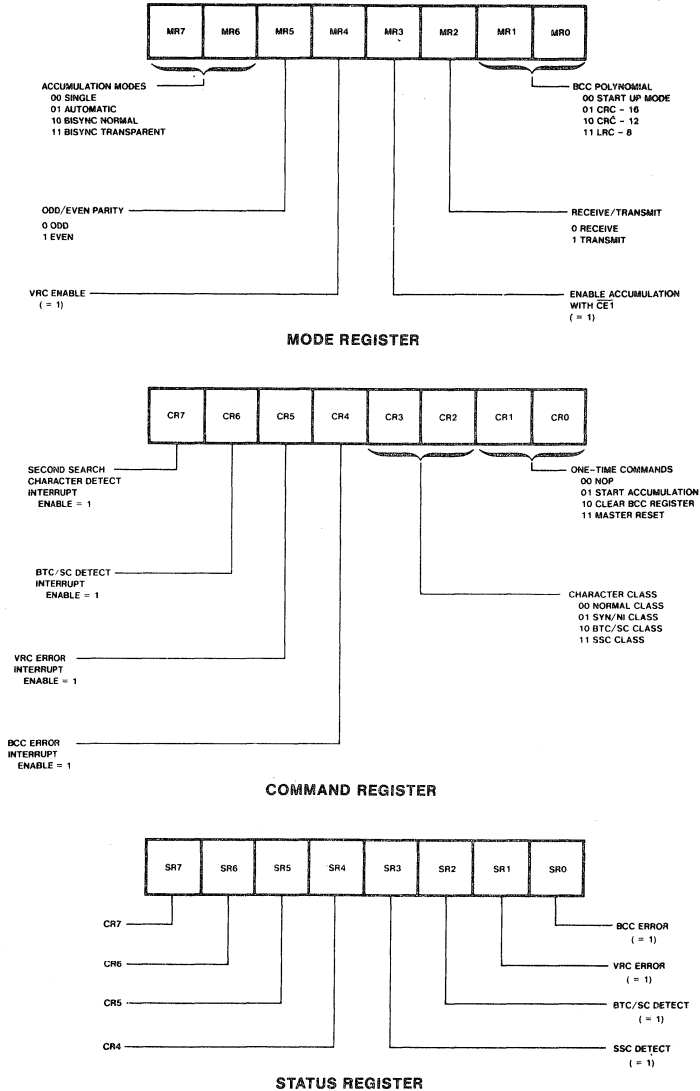 MR7 MR6 MR5 MR4 MR3 MR2 MR1 MR0
ACCUMULATION MODES
00 SINGLE
01 AUTOMATIC
10 BISYNC NORMAL
11 BISYNC TRANSPARENT
BCC POLYNOMIAL
00 START UP MODE
01 CRC - 16
10 CRC - 12
11 LRC - 8
ODD/EVEN PARITY
0 ODD
1 EVEN
RECEIVE/TRANSMIT
0 RECEIVE
1 TRANSMIT
VRC ENABLE
( = 1)
ENABLE ACCUMULATION
WITH C̅E̅1̅
( = 1)
MODE REGISTER
CR7 CR6 CR5 CR4 CR3 CR2 CR1 CR0
SECOND SEARCH
CHARACTER DETECT
INTERRUPT
ENABLE = 1
ONE-TIME COMMANDS
00 NOP
01 START ACCUMULATION
10 CLEAR BCC REGISTER
11 MASTER RESET
BTC/SC DETECT
INTERRUPT
ENABLE = 1
CHARACTER CLASS
00 NORMAL CLASS
01 SYN/NI CLASS
10 BTC/SC CLASS
11 SSC CLASS
VRC ERROR
INTERRUPT
ENABLE = 1
BCC ERROR
INTERRUPT
ENABLE = 1
COMMAND REGISTER
SR7 SR6 SR5 SR4 SR3 SR2 SR1 SR0
CR7
BCC ERROR
( = 1)
CR6
VRC ERROR
( = 1)
CR5
BTC/SC DETECT
( = 1)
CR4
SSC DETECT
( = 1)
STATUS REGISTER